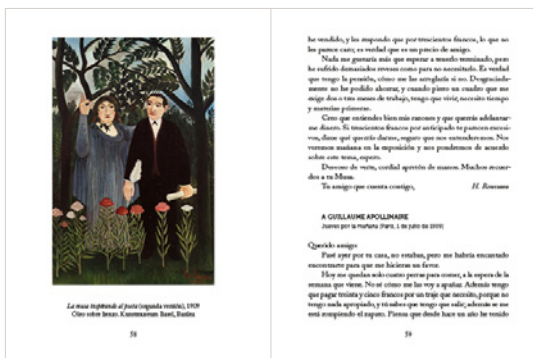 La musa inspirando al poeta (segunda versión), 1909
Óleo sobre lienzo. Kunstmuseum Basel, Basilea
58
he vendido, y les respondo que por trescientos francos, lo que no
les parece caro; es verdad que es un precio de amigo.
Nada me gustaría más que esperar a tenerlo terminado, pero
he sufrido demasiados reveses como para no necesitarlo. Es verdad
que tengo la pensión, cómo me las arreglaría si no. Desgraciada-
mente no he podido ahorrar, y cuando pinto un cuadro que me
exige dos o tres meses de trabajo, tengo que vivir, necesito tiempo
y materias primeras.
Creo que entiendes bien mis razones y que querrás adelantar-
me dinero. Si trescientos francos por anticipado te parecen excesi-
vos, dime qué querrás darme, seguro que nos entenderemos. Nos
veremos mañana en la exposición y nos pondremos de acuerdo
sobre este tema, espero.
Deseoso de verte, cordial apretón de manos. Muchos recuer-
dos a tu Musa.
Tu amigo que cuenta contigo, H. Rousseau
A GUILLAUME APOLLINAIRE
Jueves por la mañana (París, 1 de julio de 1909)
Querido amigo:
Pasé ayer por tu casa, no estabas, pero me habría encantado
encontrarte para que me hicieras un favor.
Hoy me quedan solo cuatro perras para comer, a la espera de la
semana que viene. No sé cómo me las voy a apañar. Además tengo
que pagar treinta y cinco francos por un traje que necesito, porque no
tengo nada apropiado, y tú sabes que tengo que salir; además se me
está rompiendo el zapato. Piensa que desde hace un año he tenido
59